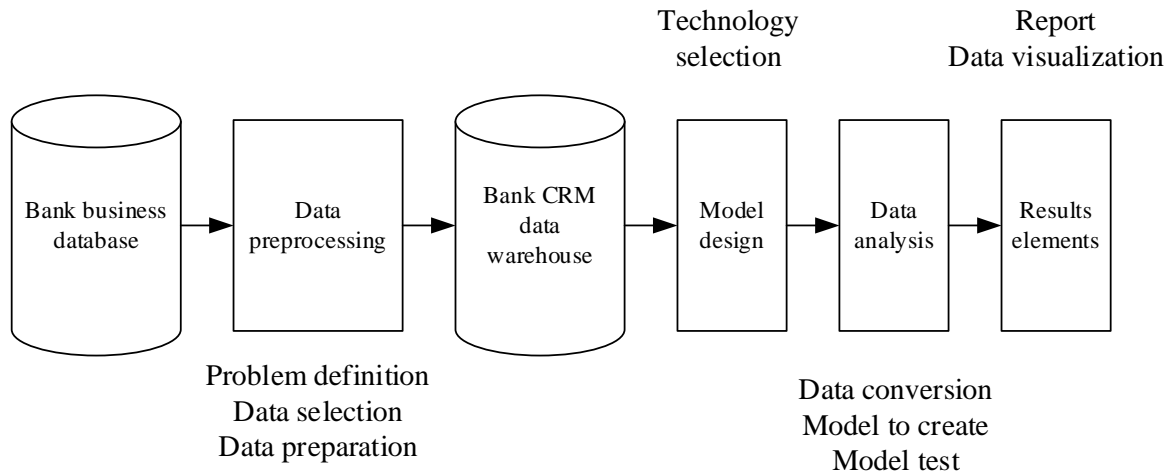 Technology
selection
Report
Data visualization
Bank business
database
Data
preprocessing
Bank CRM
data
warehouse
Model
design
Data
analysis
Results
elements
Problem definition
Data selection
Data preparation
Data conversion
Model to create
Model test